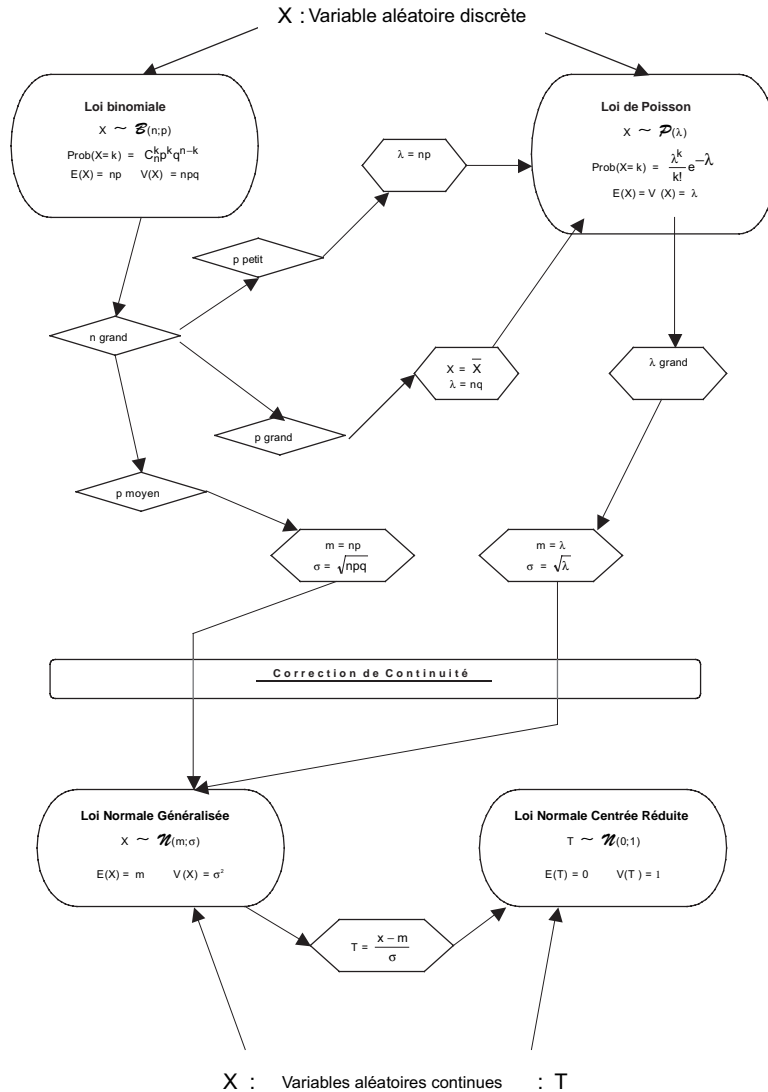 X : Variable aléatoire discrète
Loi binomiale
X ~ 𝓑(n;p)
Prob(X= k) = Cₙᵏpᵏqⁿ⁻ᵏ
E(X) = np V(X) = npq
Loi de Poisson
X ~ 𝓟(λ)
Prob(X= k) = λᵏ/k! e^−λ
E(X) = V (X) = λ
λ = np
p petit
n grand
X = X̅
λ = nq
λ grand
p grand
p moyen
m = np
σ = √npq
m = λ
σ = √λ
Correction de Continuité
Loi Normale Généralisée
X ~ 𝓝(m;σ)
E(X) = m V(X) = σ²
Loi Normale Centrée Réduite
T ~ 𝓝(0;1)
E(T) = 0 V(T ) = 1
T = x − m / σ
X : Variables aléatoires continues : T